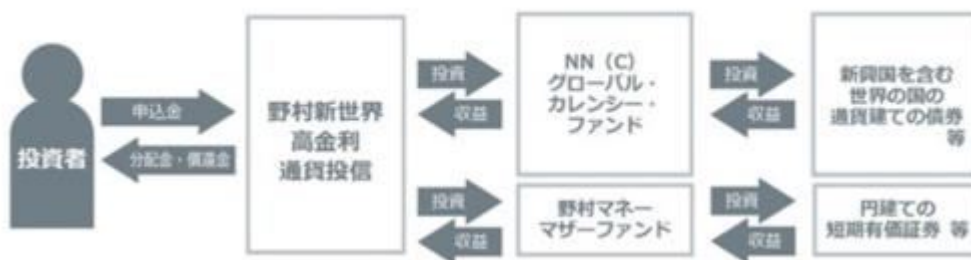 投資者
申込金
分配金・償還金
野村新世界
高金利
通貨投信
投資
収益
NN（C）
グローバル・
カレンシー・
ファンド
投資
収益
新興国を含む
世界の国の
通貨建ての債券
等
投資
収益
野村マネー
マザーファンド
投資
収益
円建ての
短期有価証券 等